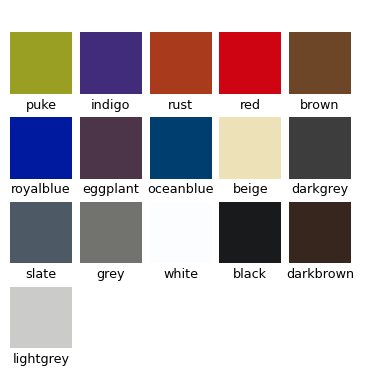 puke indigo rust red brown
royalblue eggplant oceanblue beige darkgrey
slate grey white black darkbrown
lightgrey